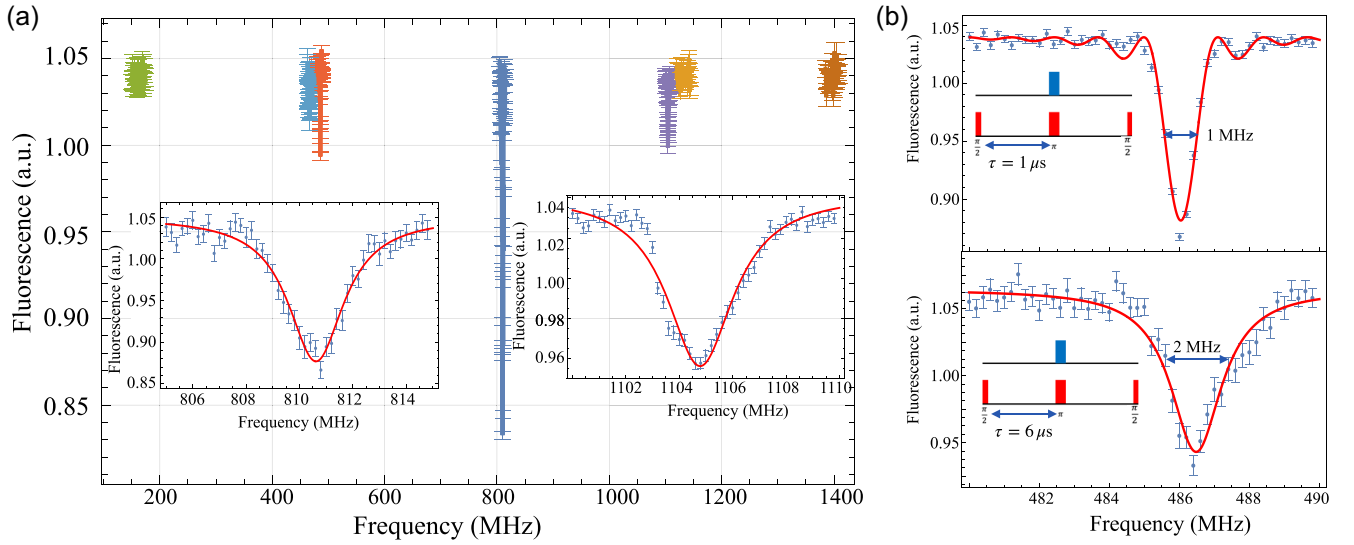 (a)
Fluorescence (a.u.)
1.05
1.00
0.95
0.90
0.85
200
400
600
800
1000
1200
1400
Frequency (MHz)
Fluorescence (a.u.)
1.05
1.00
0.95
0.90
0.85
806
808
810
812
814
Frequency (MHz)
Fluorescence (a.u.)
1.04
1.02
1.00
0.98
0.96
1102
1104
1106
1108
1110
Frequency (MHz)
(b)
Fluorescence (a.u.)
1.05
1.00
0.95
0.90
1 MHz
π/2
π
π/2
τ = 1 μs
Fluorescence (a.u.)
1.05
1.00
0.95
2 MHz
π/2
π
π/2
τ = 6 μs
482
484
486
488
490
Frequency (MHz)